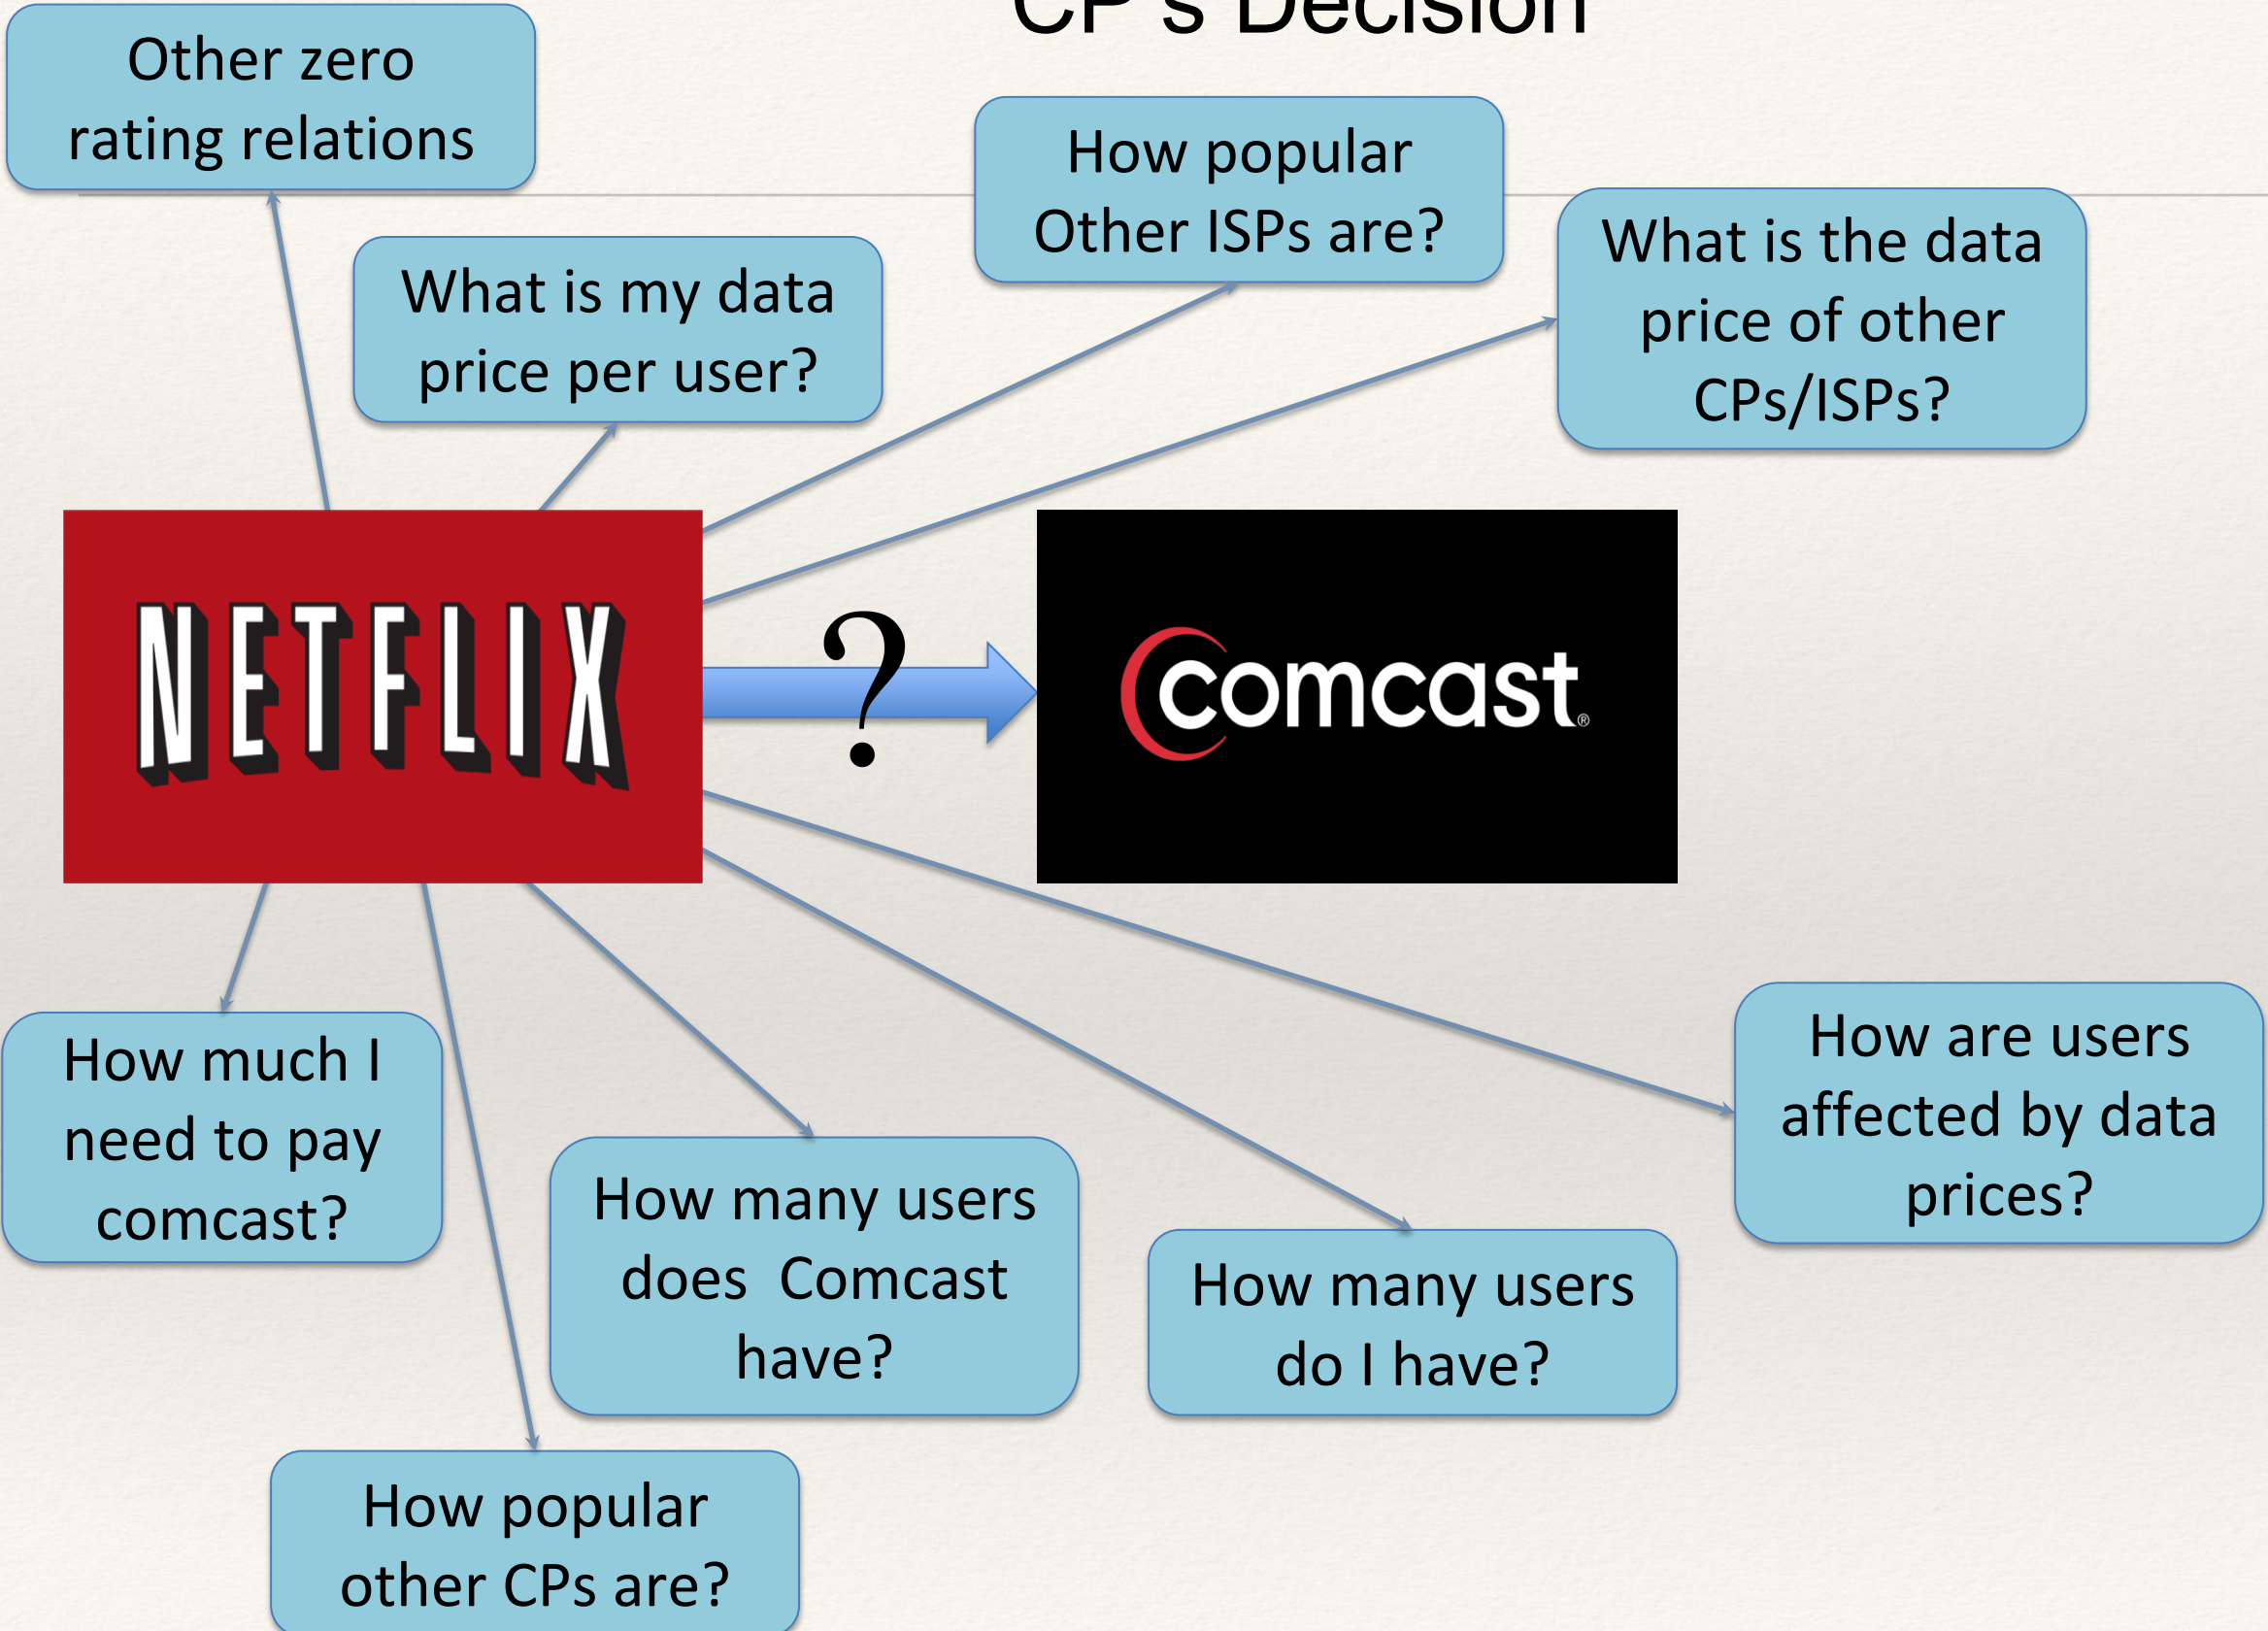 CP's Decision
Other zero
rating relations
How popular
Other ISPs are?
What is the data
price of other
CPs/ISPs?
What is my data
price per user?
NETFLIX
?
comcast®
How much I
need to pay
comcast?
How many users
does  Comcast
have?
How many users
do I have?
How are users
affected by data
prices?
How popular
other CPs are?